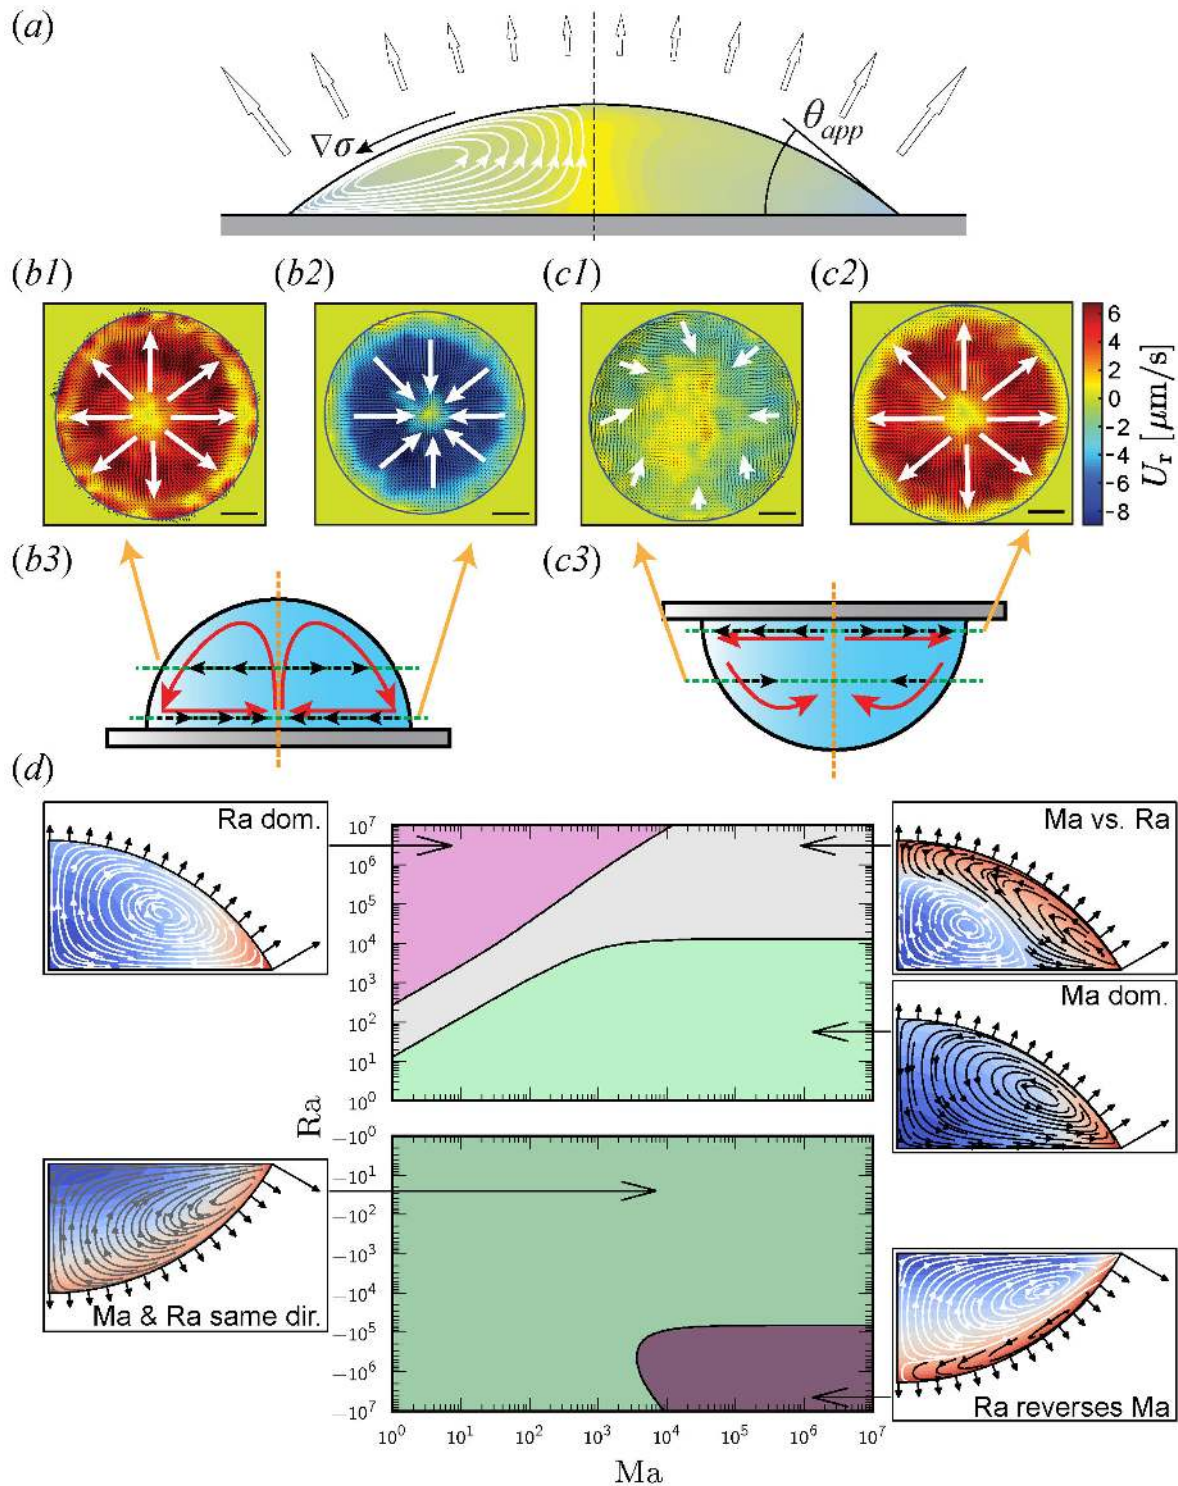 (a)
∇σ
θapp
(b1)
(b2)
(c1)
(c2)
6
4
2
0
-2
-4
-6
-8
Ur [μm/s]
(b3)
(c3)
(d)
Ra dom.
Ma vs. Ra
Ma dom.
Ma & Ra same dir.
Ra reverses Ma
10^7
10^6
10^5
10^4
10^3
10^2
10^1
10^0
Ra
−10^0
−10^1
−10^2
−10^3
−10^4
−10^5
−10^6
−10^7
10^0 10^1 10^2 10^3 10^4 10^5 10^6 10^7
Ma